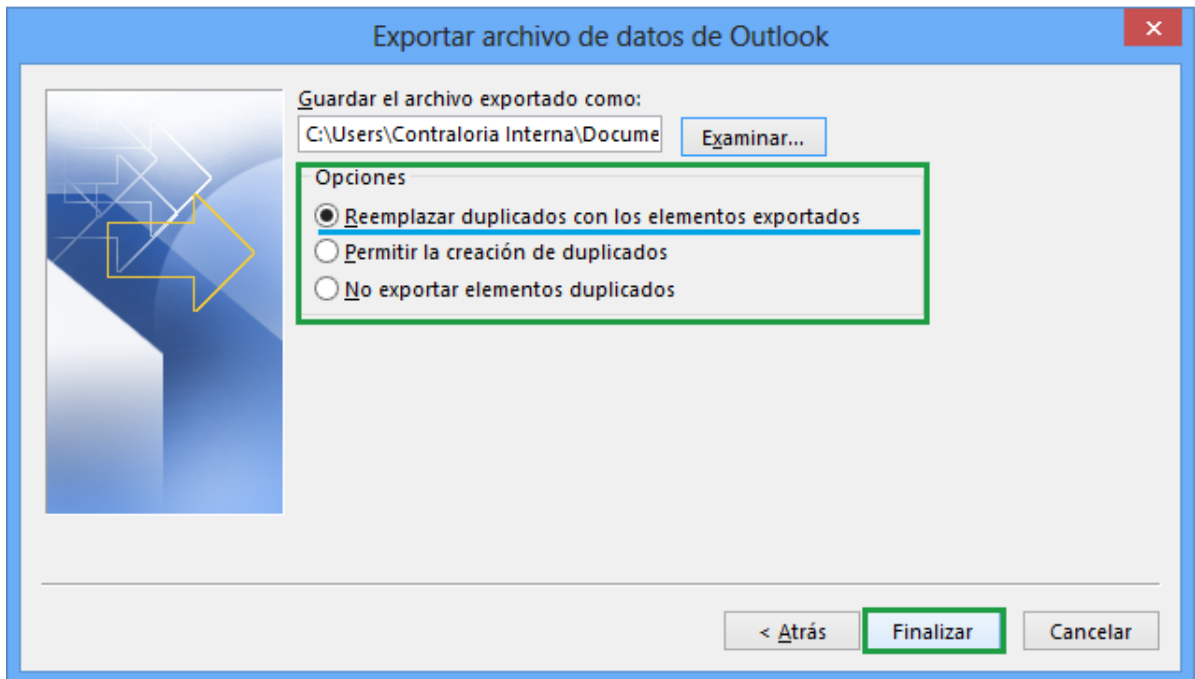 Exportar archivo de datos de Outlook
Guardar el archivo exportado como:
C:\Users\Contraloria Interna\Docume
Examinar...
Opciones
Reemplazar duplicados con los elementos exportados
Permitir la creación de duplicados
No exportar elementos duplicados
< Atrás
Finalizar
Cancelar